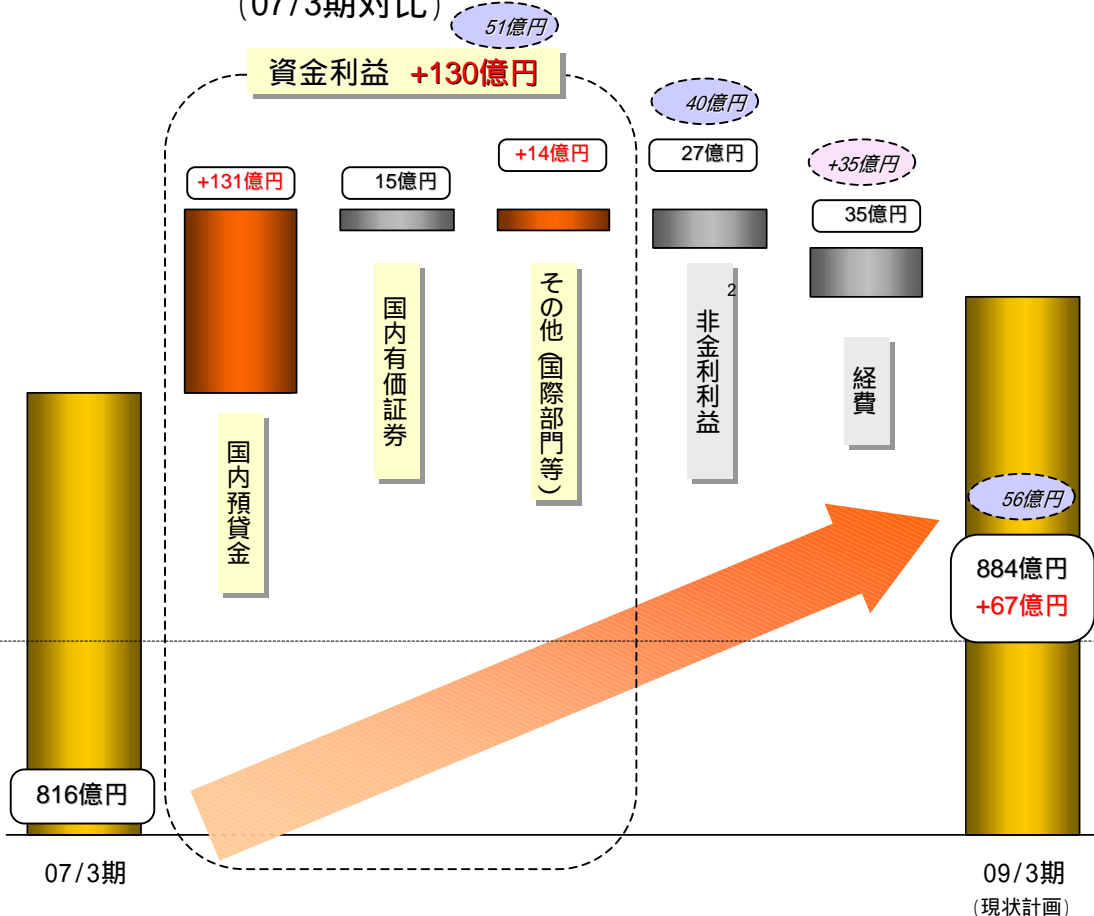 (07/3期対比)
51億円
資金利益 +130億円
40億円
+131億円
15億円
+14億円
27億円
+35億円
35億円
国内預貸金
国内有価証券
その他(国際部門等)
非金利利益 2
経費
56億円
884億円
+67億円
816億円
07/3期
09/3期
(現状計画)